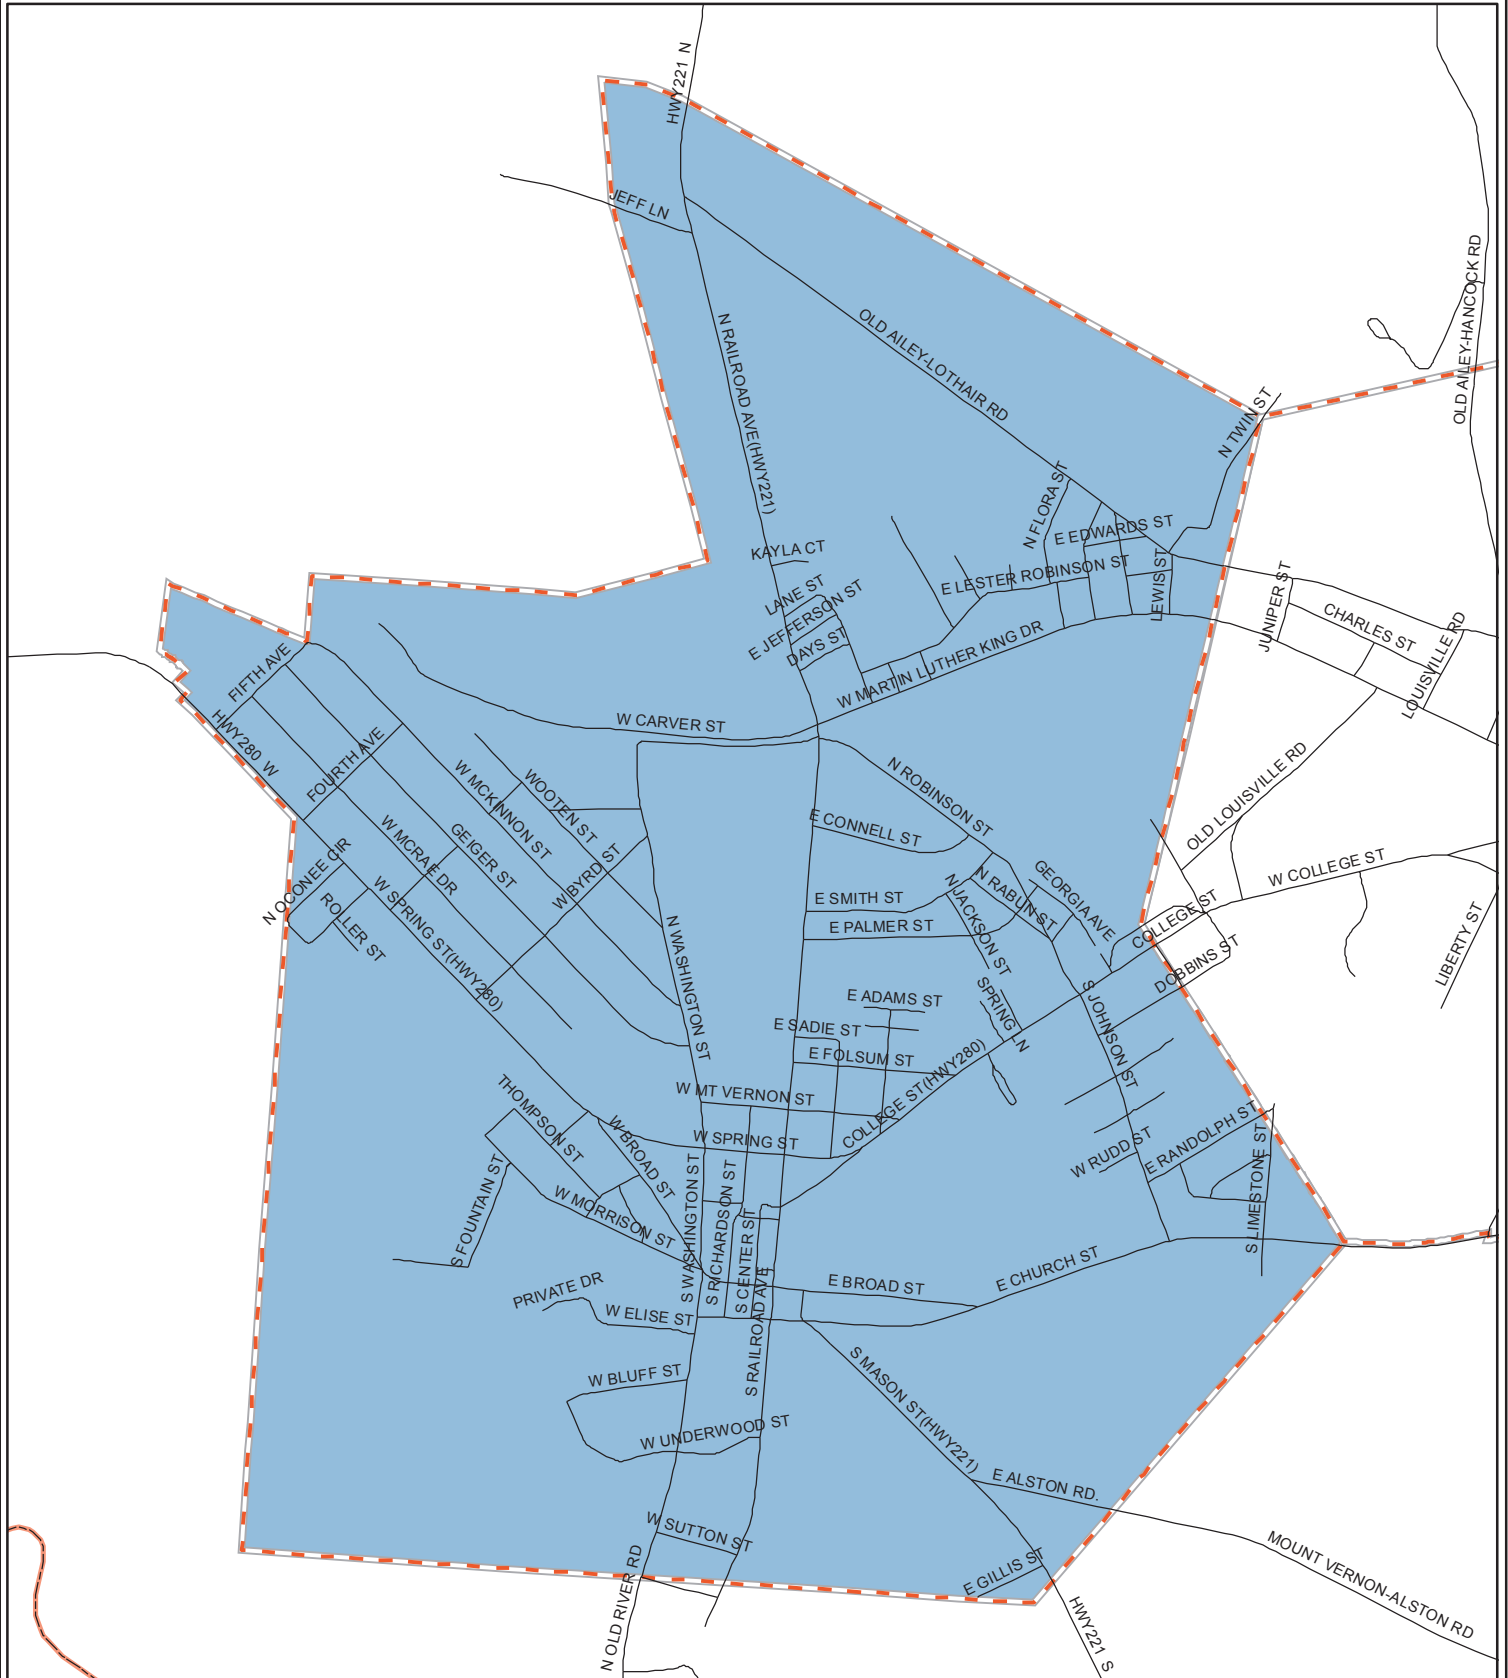 HWY221 N
JEFF LN
OLD AILEY-HANCOCK RD
N RAILROAD AVE(HWY221)
OLD AILEY-LOTHAIR RD
N TWIN ST
N FLORA ST
E EDWARDS ST
KAYLA CT
E LESTER ROBINSON ST
LEWIS ST
LANE ST
E JEFFERSON ST
DAYS ST
JUNIPER ST
CHARLES ST
LOUISVILLE RD
W MARTIN LUTHER KING DR
FIFTH AVE
HWY280 W
W CARVER ST
FOURTH AVE
W MCKINNON ST
WOOTEN ST
N ROBINSON ST
OLD LOUISVILLE RD
E CONNELL ST
W MCRAE DR
GEIGER ST
W BYRD ST
N OCONEE CIR
ROLLER ST
W SPRING ST(HWY280)
GEORGIA AVE
W COLLEGE ST
N RABUN ST
N JACKSON ST
E SMITH ST
E PALMER ST
COLLEGE ST
DOBBINS ST
LIBERTY ST
N WASHINGTON ST
E ADAMS ST
SPRING LN
S JOHNSON ST
E SADIE ST
E FOLSUM ST
COLLEGE ST(HWY280)
W MT VERNON ST
THOMPSON ST
W BROAD ST
W SPRING ST
W RUDD ST
E RANDOLPH ST
S LIMESTONE ST
S FOUNTAIN ST
W MORRISON ST
S WASHINGTON ST
S RICHARDSON ST
S CENTER ST
S RAILROAD AVE
E BROAD ST
E CHURCH ST
PRIVATE DR
W ELISE ST
W BLUFF ST
S MASON ST(HWY221)
W UNDERWOOD ST
E ALSTON RD.
W SUTTON ST
MOUNT VERNON-ALSTON RD
E GILLIS ST
N OLD RIVER RD
HWY221 S